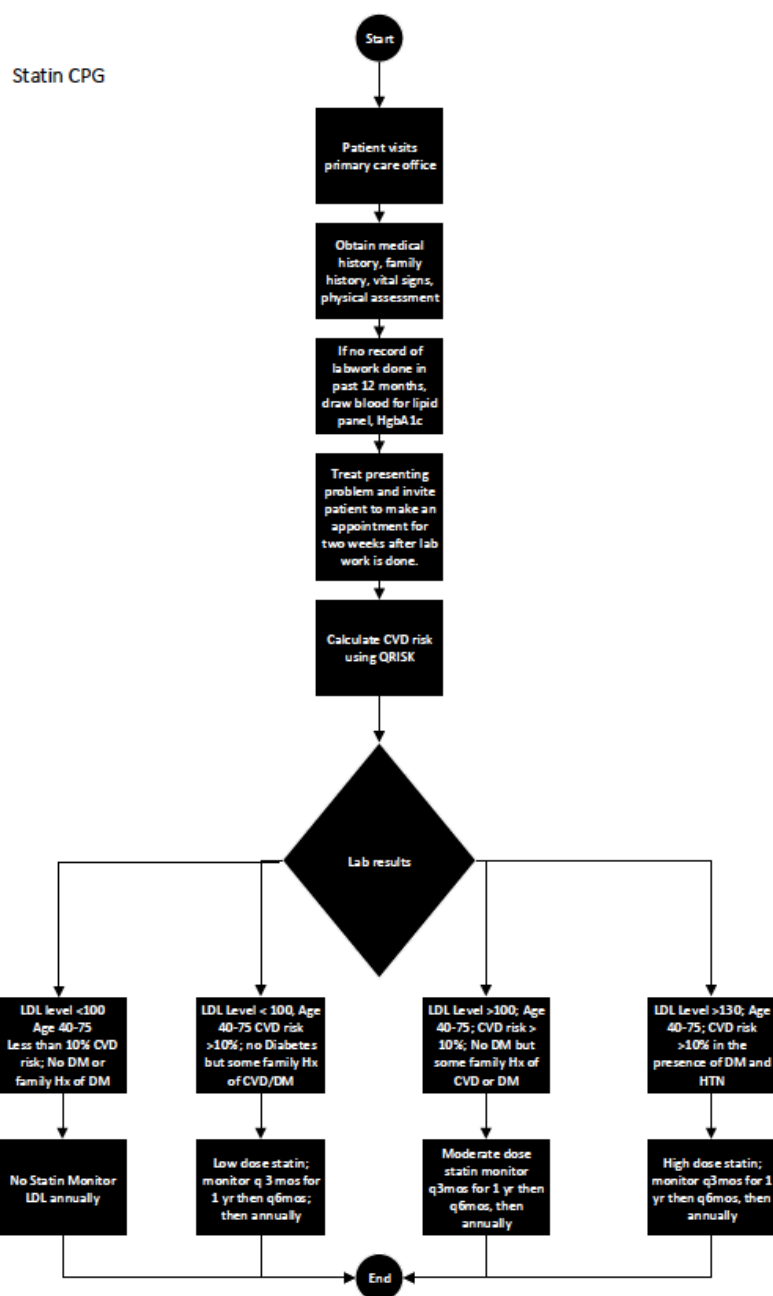 Start
Statin CPG
Patient visits
primary care office
Obtain medical
history, family
history, vital signs,
physical assessment
If no record of
labwork done in
past 12 months,
draw blood for lipid
panel, HgbA1c
Treat presenting
problem and invite
patient to make an
appointment for
two weeks after lab
work is done.
Calculate CVD risk
using QRISK
Lab results
LDL level <100
Age 40-75
Less than 10% CVD
risk; No DM or
family Hx of DM
LDL Level < 100, Age
40-75 CVD risk
>10%; no Diabetes
but some family Hx
of CVD/DM
LDL Level >100; Age
40-75; CVD risk >
10%; No DM but
some family Hx of
CVD or DM
LDL Level >130; Age
40-75; CVD risk
>10% in the
presence of DM and
HTN
No Statin Monitor
LDL annually
Low dose statin;
monitor q 3 mos for
1 yr then q6mos;
then annually
Moderate dose
statin monitor
q3mos for 1 yr then
q6mos, then
annually
High dose statin;
monitor q3mos for 1
yr then q6mos, then
annually
End